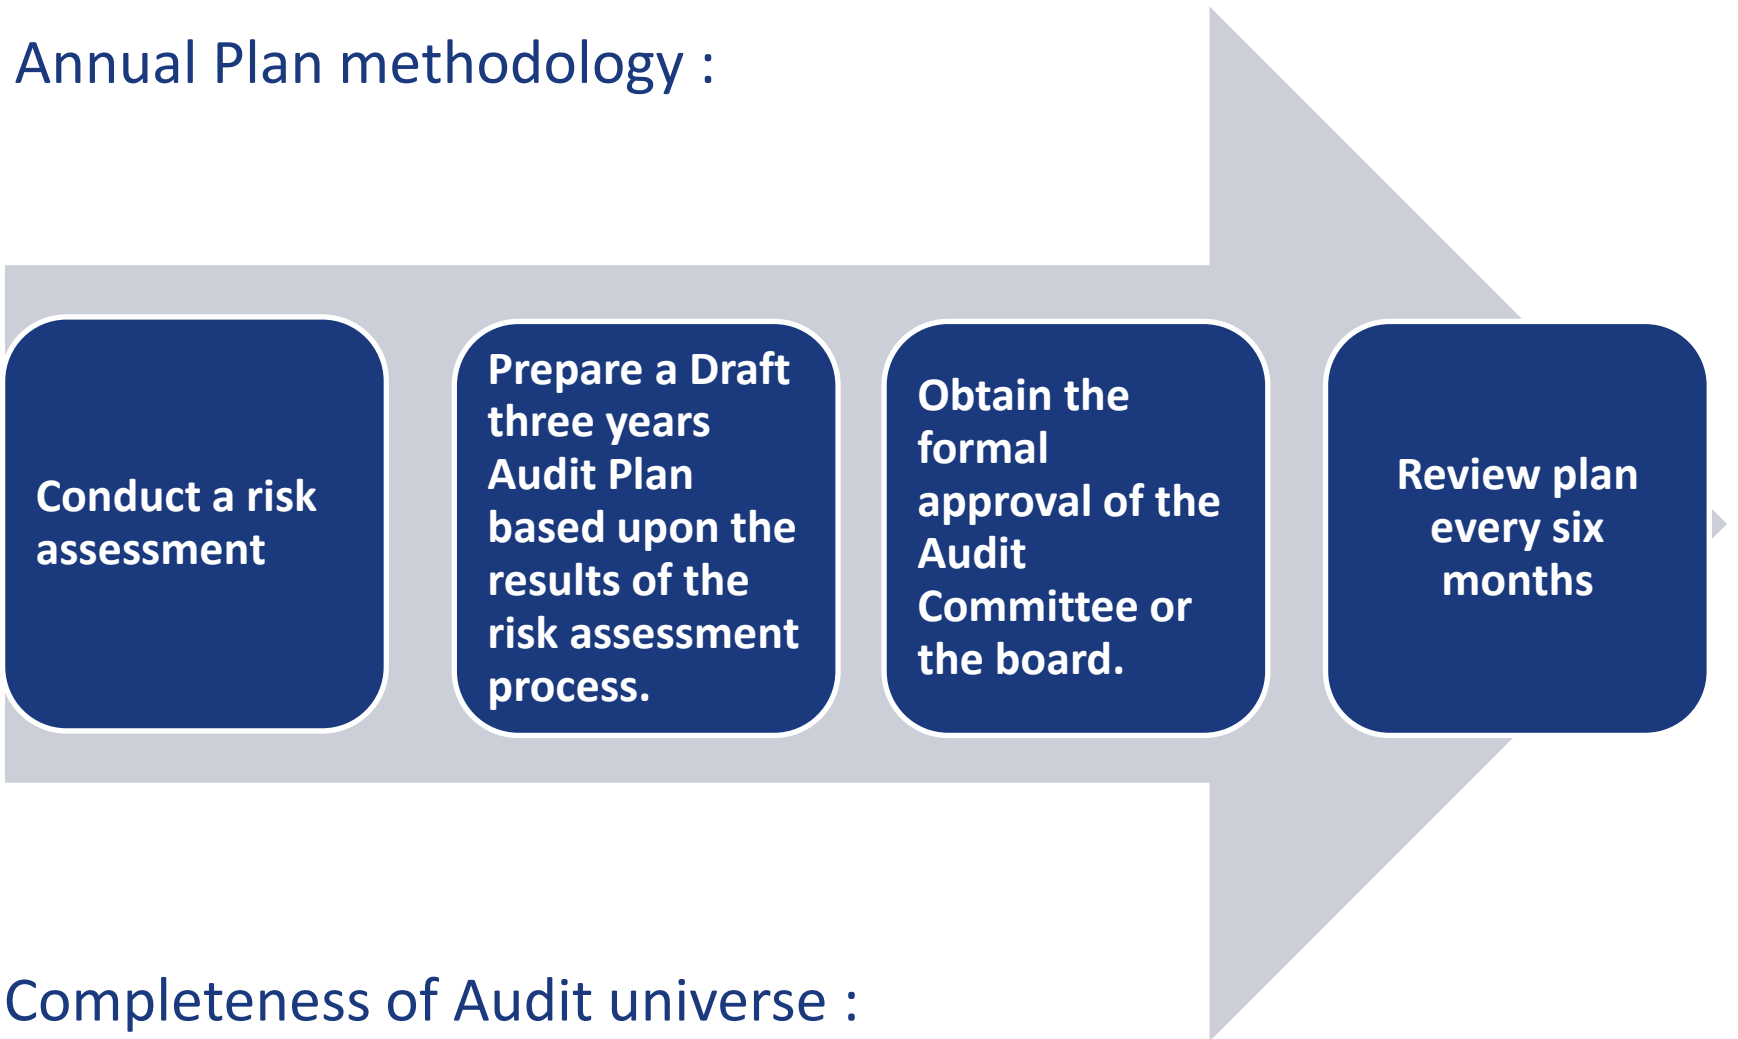 Annual Plan methodology :
Conduct a risk
assessment
Prepare a Draft
three years
Audit Plan
based upon the
results of the
risk assessment
process.
Obtain the
formal
approval of the
Audit
Committee or
the board.
Review plan
every six
months
Completeness of Audit universe :